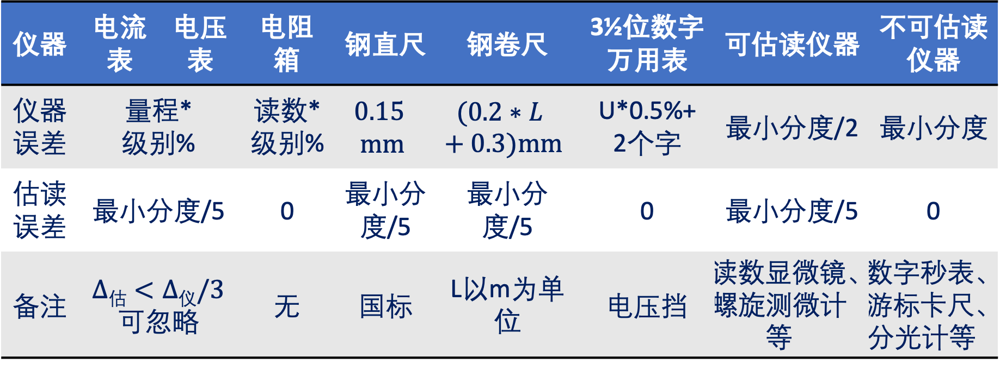 仪器
电流表
电压表
电阻箱
钢直尺
钢卷尺
3½位数字
万用表
可估读仪器
不可估读
仪器
仪器
误差
量程*
级别%
读数*
级别%
0.15
mm
(0.2 ∗ L
+ 0.3)mm
U*0.5%+
2个字
最小分度/2
最小分度
估读
误差
最小分度/5
0
最小分
度/5
最小分
度/5
0
最小分度/5
0
备注
Δ估 < Δ仪/3
可忽略
无
国标
L以m为单
位
电压挡
读数显微镜、
螺旋测微计
等
数字秒表、
游标卡尺、
分光计等